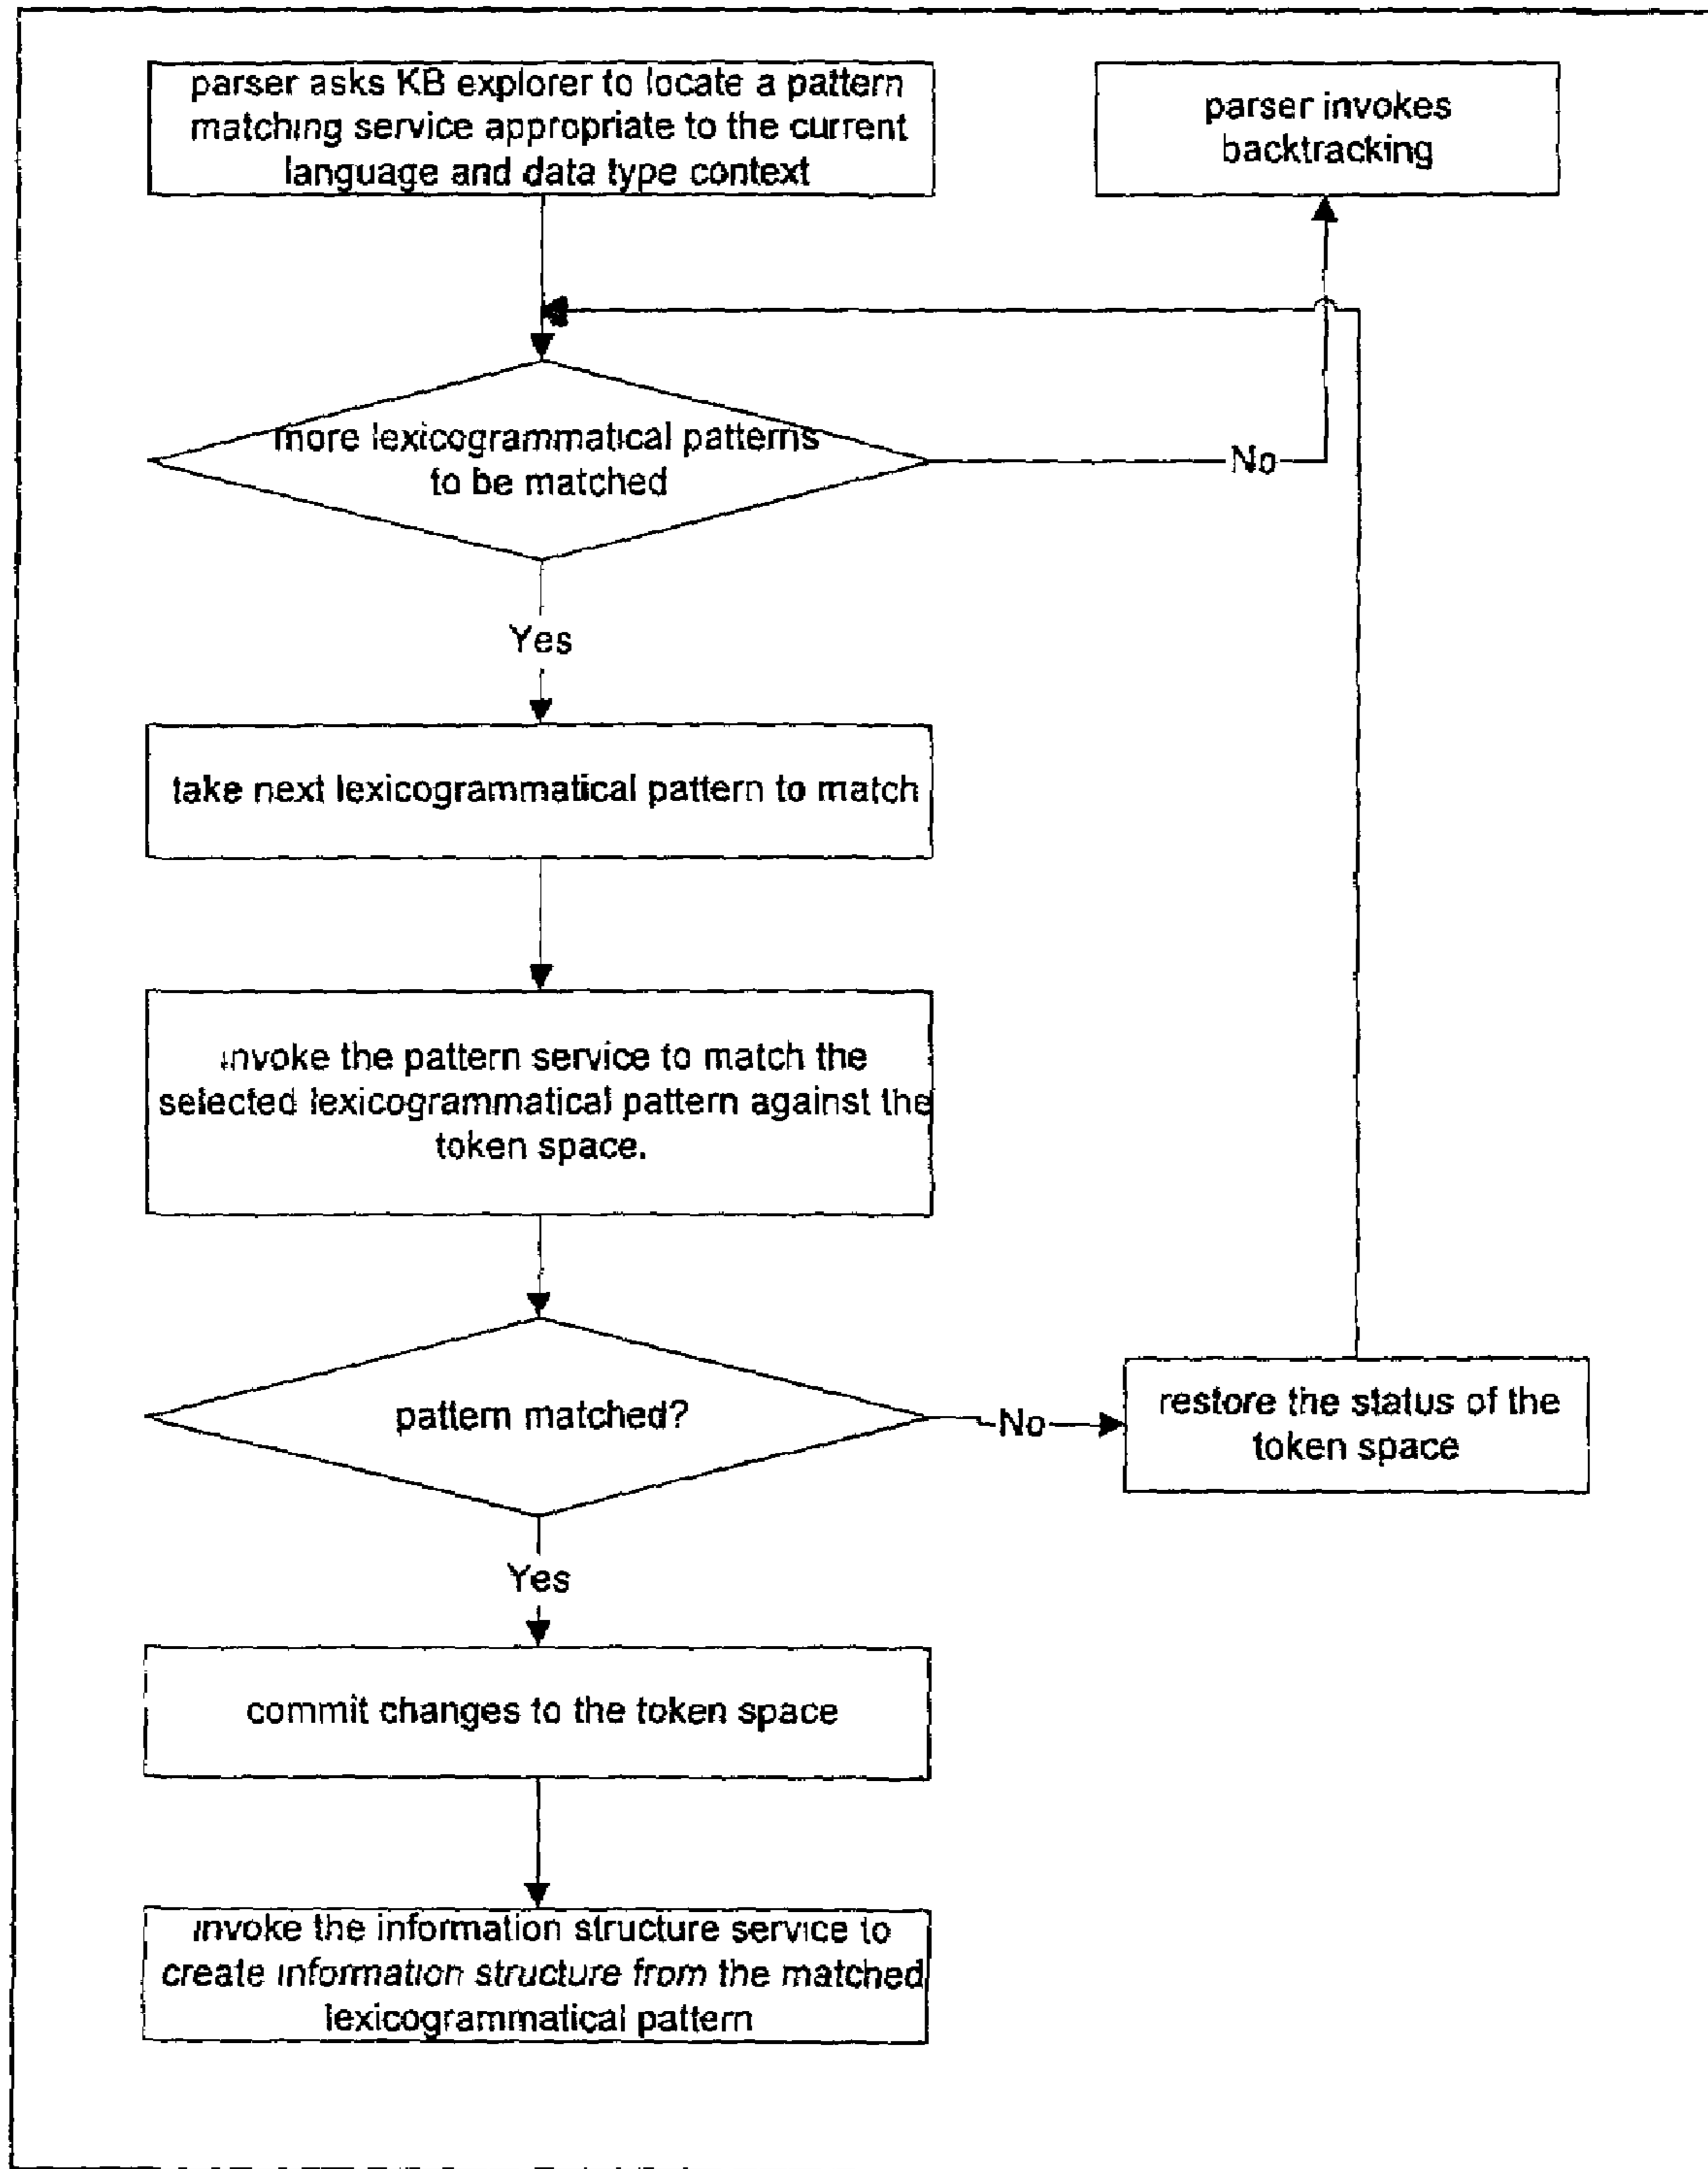 parser asks KB explorer to locate a pattern
matching service appropriate to the current
language and data type context
parser invokes
backtracking
more lexicogrammatical patterns
to be matched
No
Yes
take next lexicogrammatical pattern to match
invoke the pattern service to match the
selected lexicogrammatical pattern against the
token space.
pattern matched?
No
restore the status of the
token space
Yes
commit changes to the token space
invoke the information structure service to
create information structure from the matched
lexicogrammatical pattern